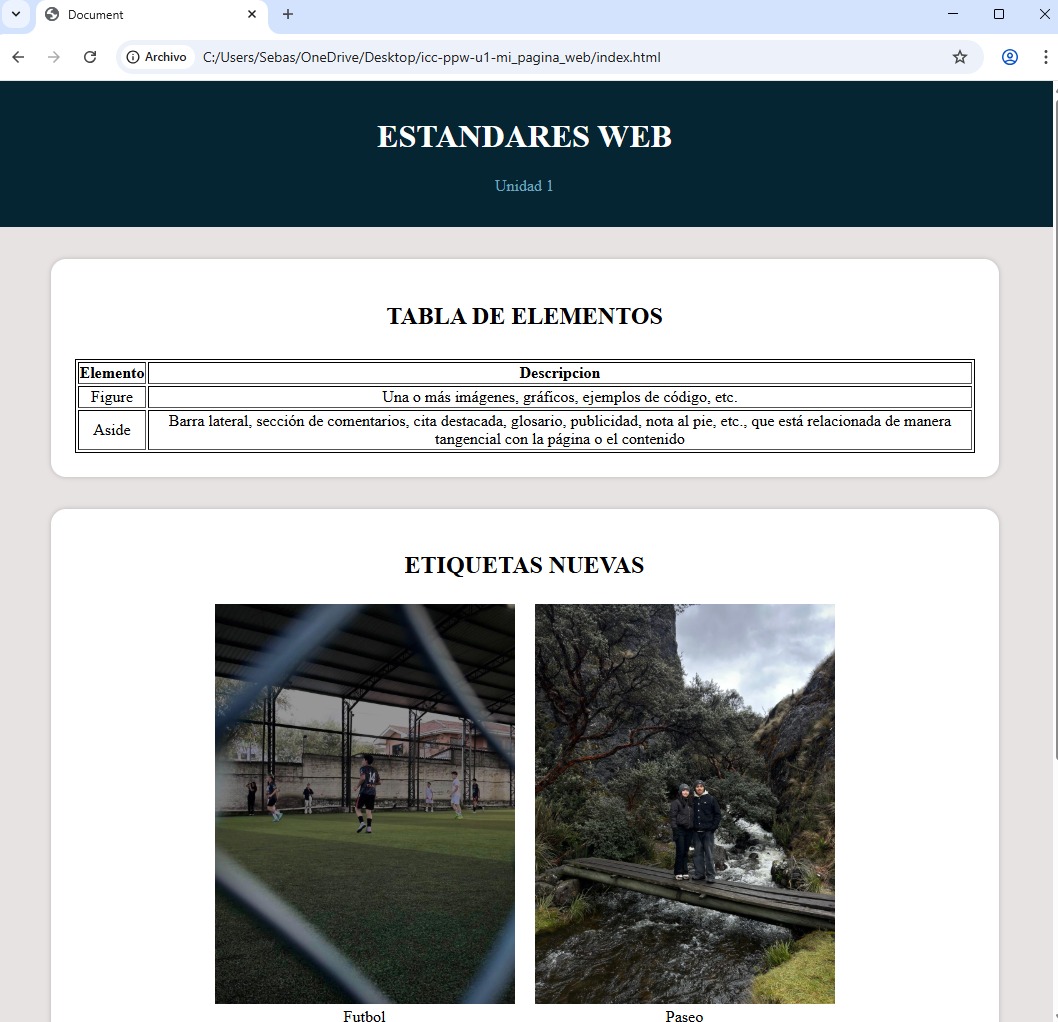 Document
Archivo
C:/Users/Sebas/OneDrive/Desktop/icc-ppw-u1-mi_pagina_web/index.html
ESTANDARES WEB
Unidad 1
TABLA DE ELEMENTOS
Elemento Descripcion
Figure Una o más imágenes, gráficos, ejemplos de código, etc.
Aside Barra lateral, sección de comentarios, cita destacada, glosario, publicidad, nota al pie, etc., que está relacionada de manera
tangencial con la página o el contenido
ETIQUETAS NUEVAS
14
Futbol Paseo